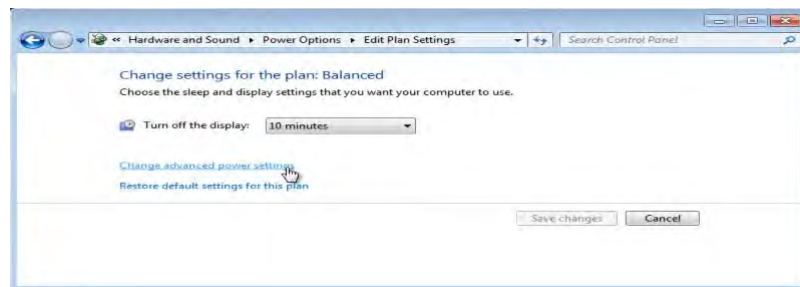 « Hardware and Sound ▸ Power Options ▸ Edit Plan Settings Search Control Panel
Change settings for the plan: Balanced
Choose the sleep and display settings that you want your computer to use.
Turn off the display: 10 minutes
Change advanced power settings
Restore default settings for this plan
Save changes Cancel